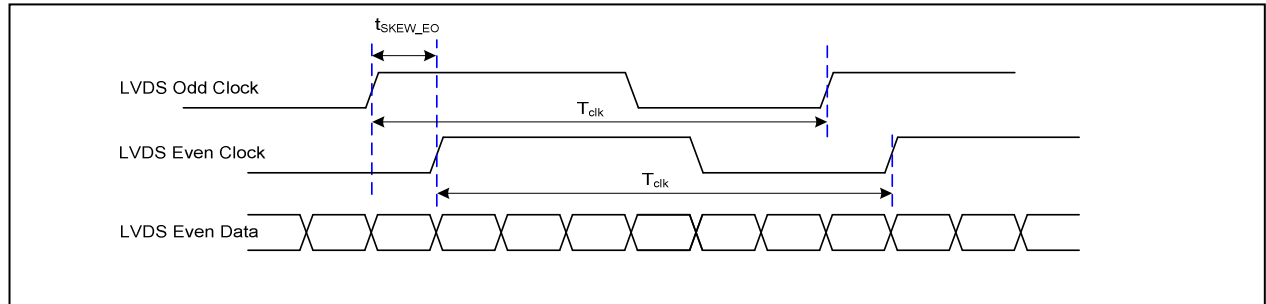 tSKEW_EO
LVDS Odd Clock
Tclk
LVDS Even Clock
Tclk
LVDS Even Data